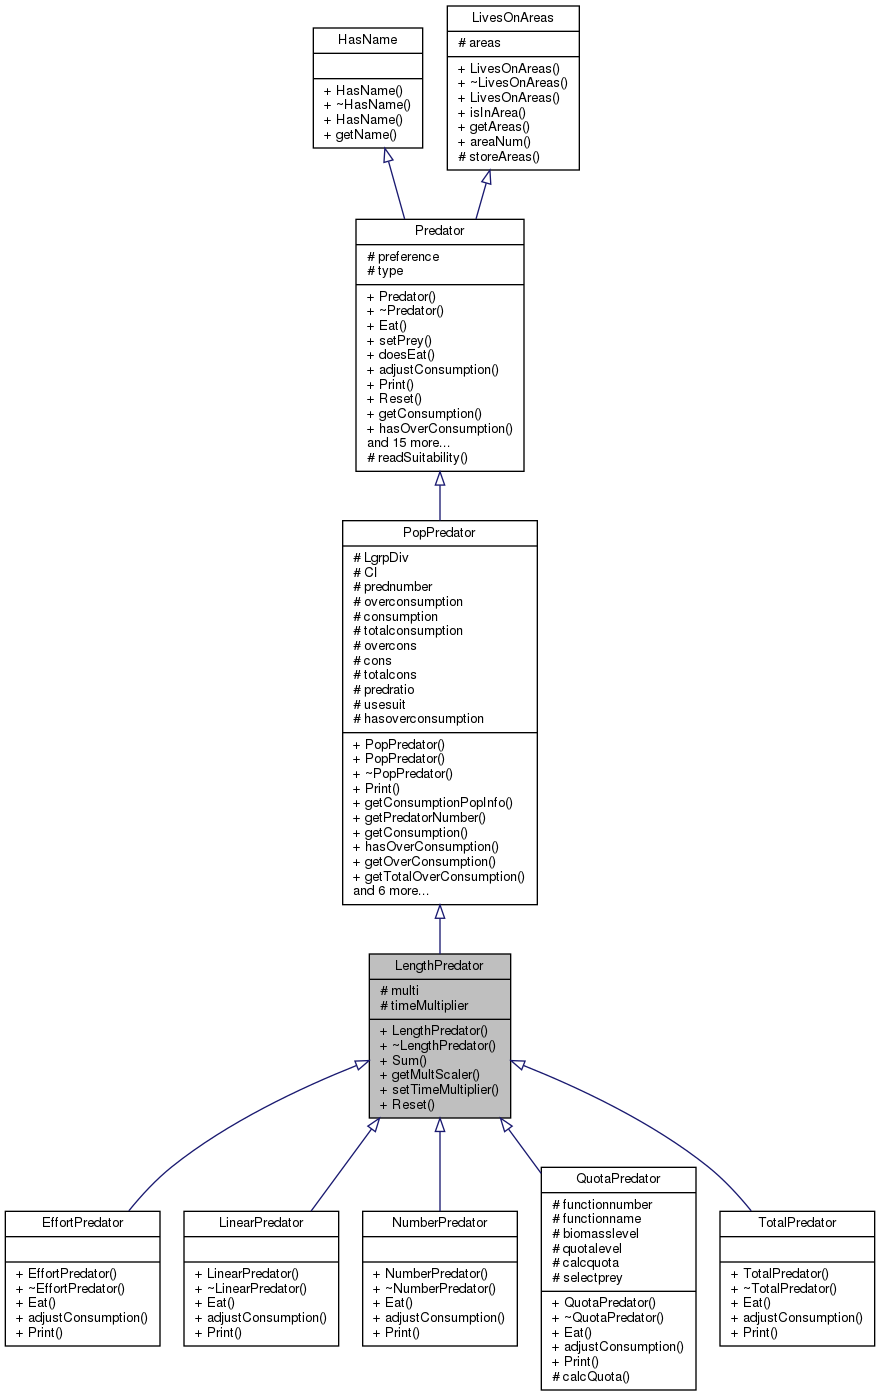 HasName
+ HasName()
+ ~HasName()
+ HasName()
+ getName()
LivesOnAreas
# areas
+ LivesOnAreas()
+ ~LivesOnAreas()
+ LivesOnAreas()
+ isInArea()
+ getAreas()
+ areaNum()
# storeAreas()
Predator
# preference
# type
+ Predator()
+ ~Predator()
+ Eat()
+ setPrey()
+ doesEat()
+ adjustConsumption()
+ Print()
+ Reset()
+ getConsumption()
+ hasOverConsumption()
and 15 more...
# readSuitability()
PopPredator
# LgrpDiv
# CI
# prednumber
# overconsumption
# consumption
# totalconsumption
# overcons
# cons
# totalcons
# predratio
# usesuit
# hasoverconsumption
+ PopPredator()
+ PopPredator()
+ ~PopPredator()
+ Print()
+ getConsumptionPopInfo()
+ getPredatorNumber()
+ getConsumption()
+ hasOverConsumption()
+ getOverConsumption()
+ getTotalOverConsumption()
and 6 more...
LengthPredator
# multi
# timeMultiplier
+ LengthPredator()
+ ~LengthPredator()
+ Sum()
+ getMultScaler()
+ setTimeMultiplier()
+ Reset()
EffortPredator
+ EffortPredator()
+ ~EffortPredator()
+ Eat()
+ adjustConsumption()
+ Print()
LinearPredator
+ LinearPredator()
+ ~LinearPredator()
+ Eat()
+ adjustConsumption()
+ Print()
NumberPredator
+ NumberPredator()
+ ~NumberPredator()
+ Eat()
+ adjustConsumption()
+ Print()
QuotaPredator
# functionnumber
# functionname
# biomasslevel
# quotalevel
# calcquota
# selectprey
+ QuotaPredator()
+ ~QuotaPredator()
+ Eat()
+ adjustConsumption()
+ Print()
# calcQuota()
TotalPredator
+ TotalPredator()
+ ~TotalPredator()
+ Eat()
+ adjustConsumption()
+ Print()